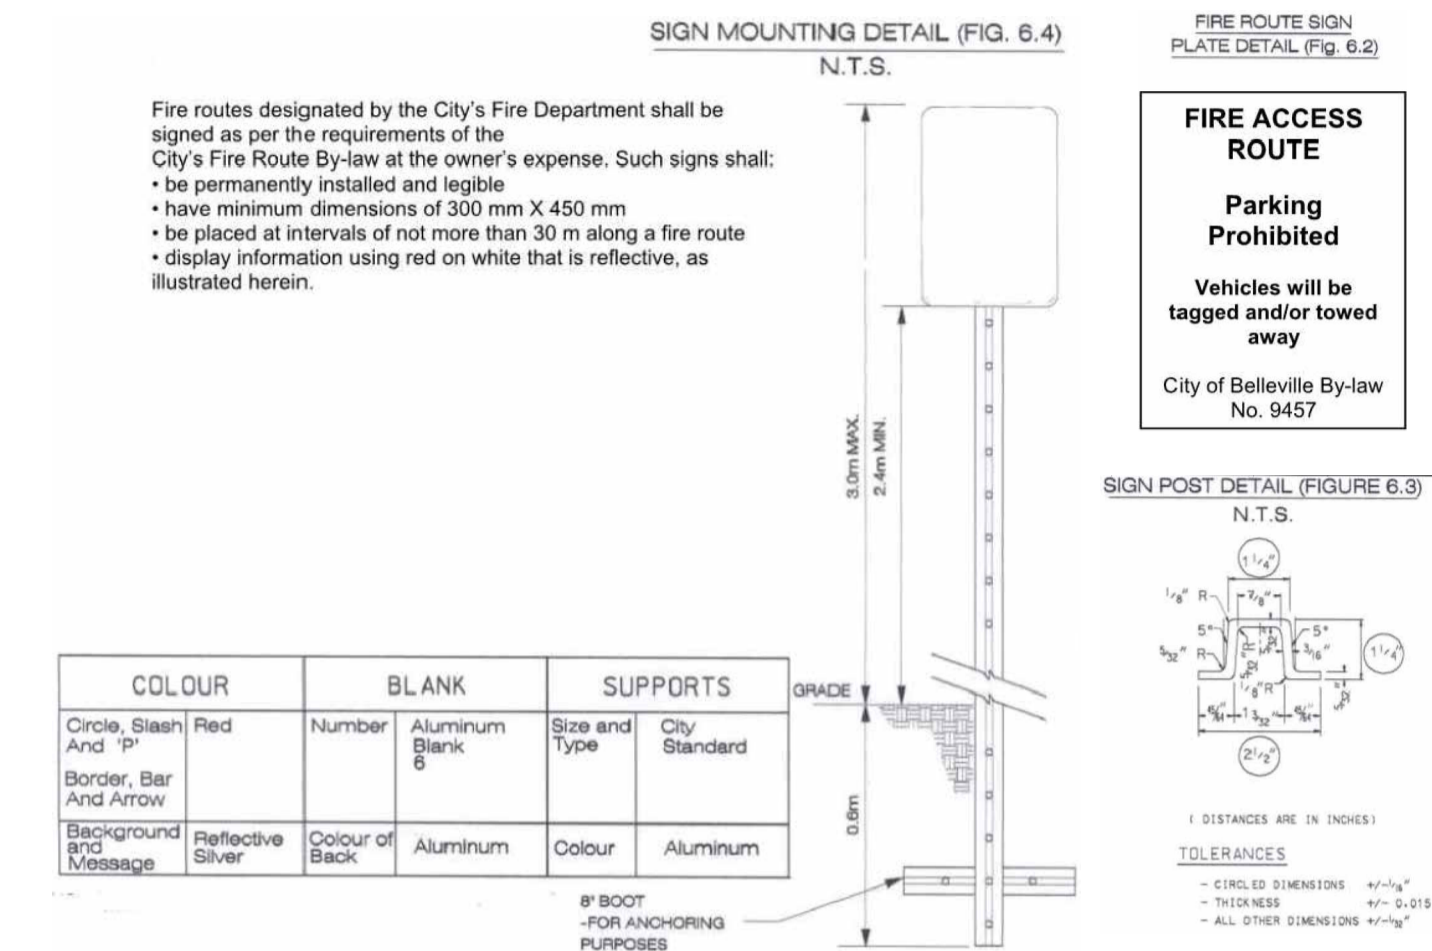 SIGN MOUNTING DETAIL (FIG. 6.4)
N.T.S.
Fire routes designated by the City's Fire Department shall be
signed as per the requirements of the
City's Fire Route By-law at the owner's expense. Such signs shall:
• be permanently installed and legible
• have minimum dimensions of 300 mm X 450 mm
• be placed at intervals of not more than 30 m along a fire route
• display information using red on white that is reflective, as
illustrated herein.
3.0m MAX.
2.4m MIN.
GRADE
0.6m
8' BOOT
-FOR ANCHORING
PURPOSES
COLOUR BLANK SUPPORTS
Circle, Slash Red Number Aluminum Size and City
And 'P' Blank Type Standard
6
Border, Bar
And Arrow
Background Reflective Colour of Aluminum Colour Aluminum
and Silver Back
Message
FIRE ROUTE SIGN
PLATE DETAIL (Fig. 6.2)
FIRE ACCESS
ROUTE
Parking
Prohibited
Vehicles will be
tagged and/or towed
away
City of Belleville By-law
No. 9457
SIGN POST DETAIL (FIGURE 6.3)
N.T.S.
1 1/4"
1/8" R 7/8"
5° 5°
5/32" R 3/16" 1 1/4"
1/8"R
1 3/32"
2 1/2"
( DISTANCES ARE IN INCHES)
TOLERANCES
- CIRCLED DIMENSIONS +/-1/16"
- THICKNESS +/- 0.015
- ALL OTHER DIMENSIONS +/-1/32"